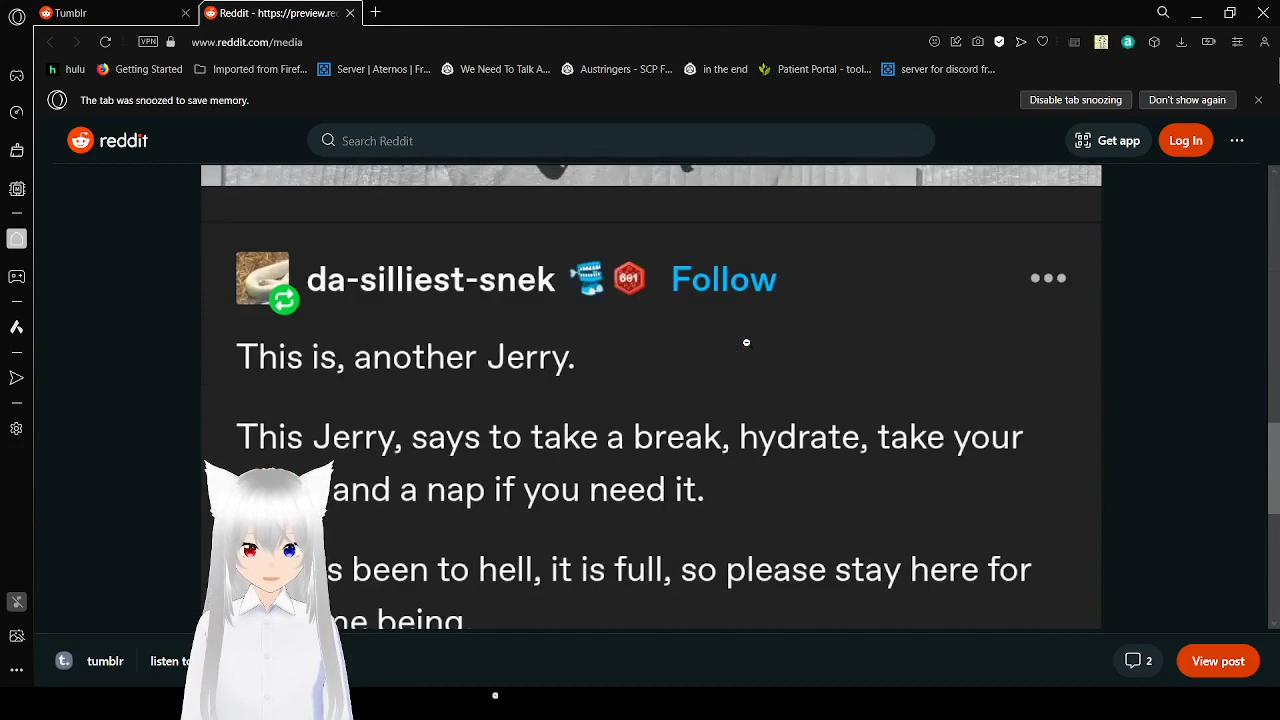 Tumblr
Reddit - https://preview.red
VPN
www.reddit.com/media
hulu
Getting Started
Imported from Firef...
Server | Aternos | Fr...
We Need To Talk A...
Austringers - SCP F...
in the end
Patient Portal - tool...
server for discord fr...
The tab was snoozed to save memory.
Disable tab snoozing
Don't show again
reddit
Search Reddit
Get app
Log In
da-silliest-snek
601
Follow
This is, another Jerry.
This Jerry, says to take a break, hydrate, take your
and a nap if you need it.
been to hell, it is full, so please stay here for
being.
t. tumblr
listen
2
View post